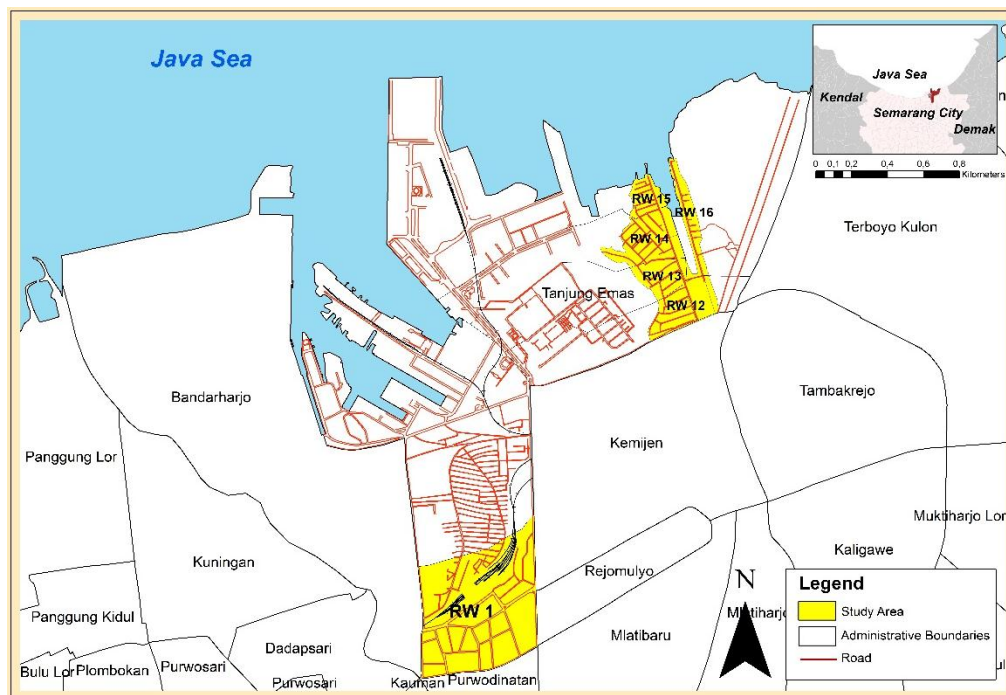 Java Sea
Java Sea
Kendal
Semarang City
Demak
0 0,1 0,2 0,4 0,6 0,8
Kilometers
RW 15
RW 16
Terboyo Kulon
RW 14
RW 13
Tanjung Emas
RW 12
Bandarharjo
Tambakrejo
Kemijen
Panggung Lor
Muktiharjo Lor
Kaligawe
Kuningan
Rejomulyo
N
Legend
RW 1
Study Area
Panggung Kidul
Mlatibaru
Administrative Boundaries
Dadapsari
Road
Bulu Lor
Plombokan
Purwosari
Purwosari
Kauman
Purwodinatan